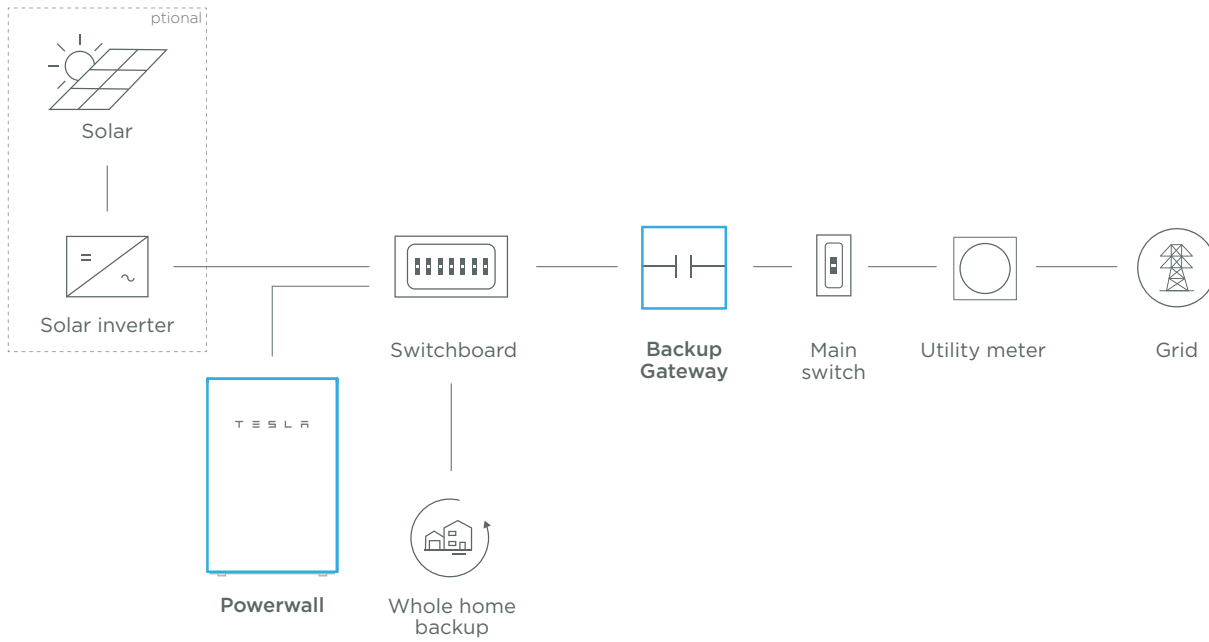 ptional
Solar
Solar inverter
Switchboard
Backup
Gateway
Main
switch
Utility meter
Grid
TESLA
Powerwall
Whole home
backup